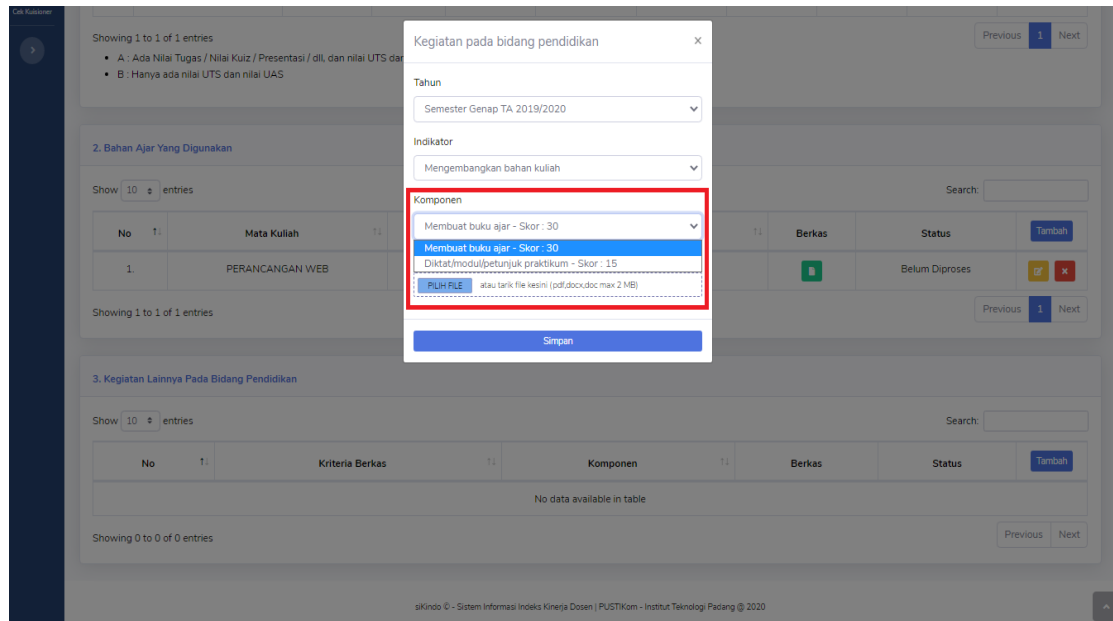 Cek Kuisioner
Showing 1 to 1 of 1 entries
A : Ada Nilai Tugas / Nilai Kuiz / Presentasi / dll, dan nilai UTS dan
B : Hanya ada nilai UTS dan nilai UAS
Previous 1 Next
Kegiatan pada bidang pendidikan ×
Tahun
Semester Genap TA 2019/2020
Indikator
Mengembangkan bahan kuliah
Komponen
Membuat buku ajar - Skor : 30
Membuat buku ajar - Skor : 30
Diktat/modul/petunjuk praktikum - Skor : 15
PILIH FILE atau tarik file kesini (pdf,docx,doc max 2 MB)
Simpan
2. Bahan Ajar Yang Digunakan
Show 10 entries
Search:
No Mata Kuliah Berkas Status Tambah
1. PERANCANGAN WEB Belum Diproses
Showing 1 to 1 of 1 entries
Previous 1 Next
3. Kegiatan Lainnya Pada Bidang Pendidikan
Show 10 entries
Search:
No Kriteria Berkas Komponen Berkas Status Tambah
No data available in table
Showing 0 to 0 of 0 entries
Previous Next
siKindo © - Sistem Informasi Indeks Kinerja Dosen | PUSTIKom - Institut Teknologi Padang @ 2020